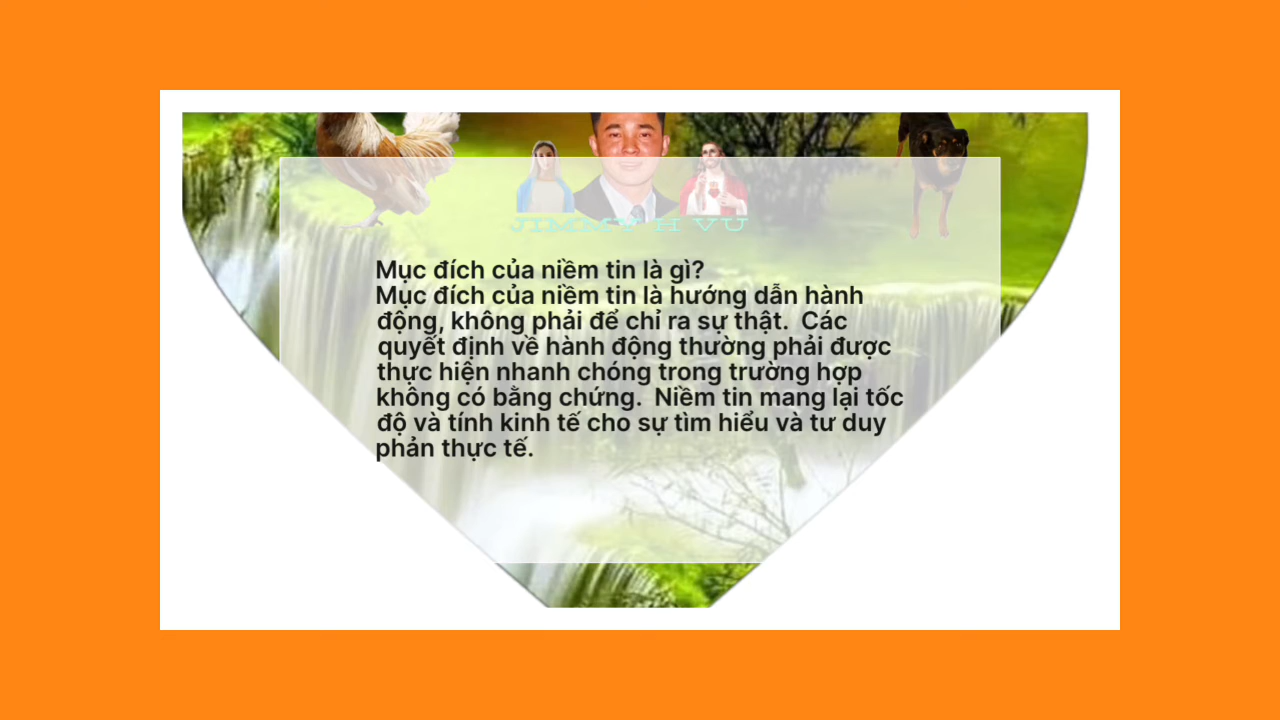 JIMMY H VU
Mục đích của niềm tin là gì?
Mục đích của niềm tin là hướng dẫn hành
động, không phải để chỉ ra sự thật.  Các
quyết định về hành động thường phải được
thực hiện nhanh chóng trong trường hợp
không có bằng chứng.  Niềm tin mang lại tốc
độ và tính kinh tế cho sự tìm hiểu và tư duy
phản thực tế.